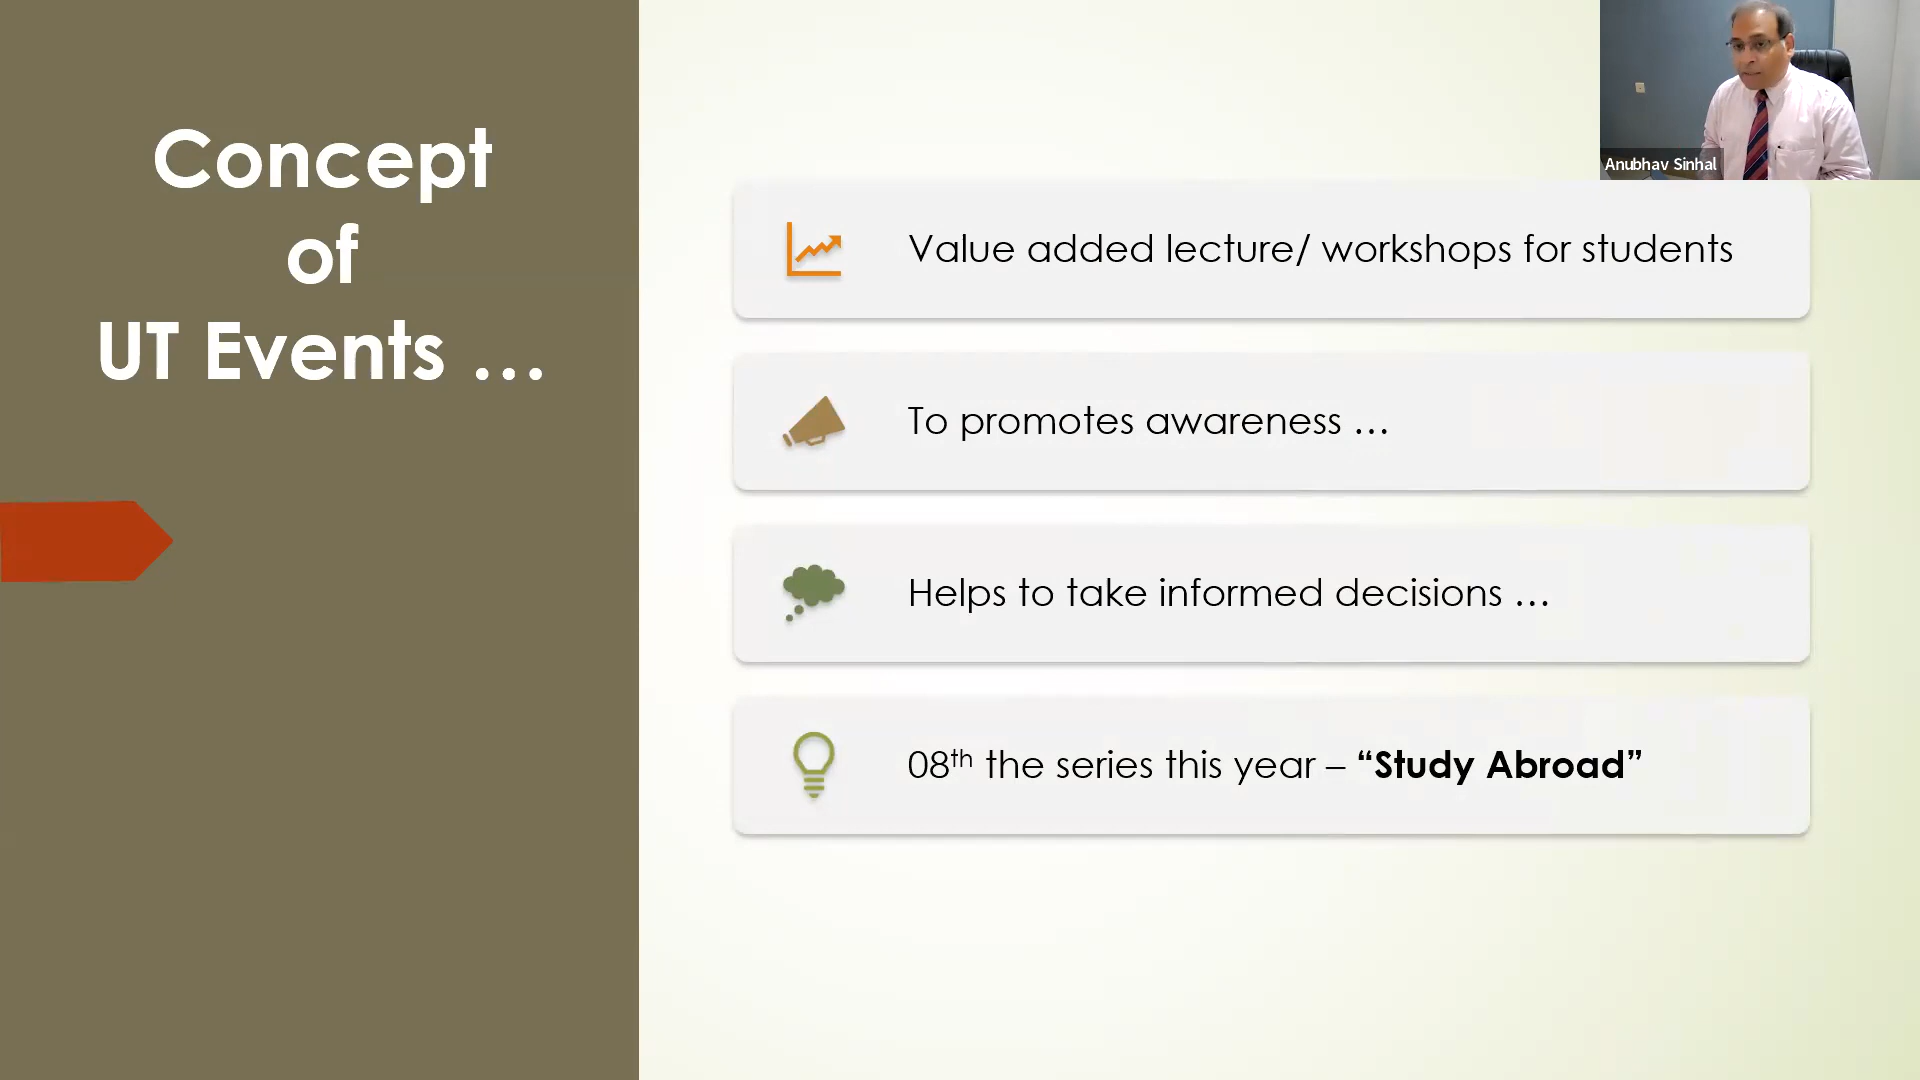 Concept
of
UT Events …
Anubhav Sinhal
Value added lecture/ workshops for students
To promotes awareness …
Helps to take informed decisions …
08th the series this year – “Study Abroad”